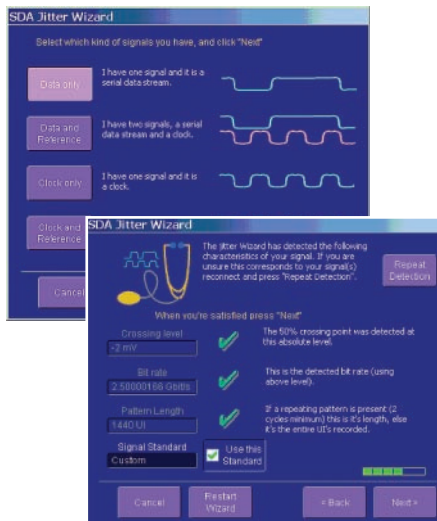 SDA Jitter Wizard
Select which kind of signals you have, and click "Next"
Data only
I have one signal and it is a
serial data stream.
Data and
Reference
I have two signals, a serial
data stream and a clock.
Clock only
I have one signal and it is
a clock.
Clock and
Reference
Cancel
SDA Jitter Wizard
The Jitter Wizard has detected the following
characteristics of your signal. If you are
unsure this corresponds to your signal(s)
reconnect and press "Repeat Detection".
Repeat
Detection
When you're satisfied press "Next"
Crossing level
-2 mV
The 50% crossing point was detected at
this absolute level.
Bit rate
2.50000166 Gbit/s
This is the detected bit rate (using
above level).
Pattern Length
1440 UI
If a repeating pattern is present (2
cycles minimum) this is it's length, else
it's the entire UI's recorded.
Signal Standard
Custom
Use this
Standard
Cancel
Restart
Wizard
< Back
Next >